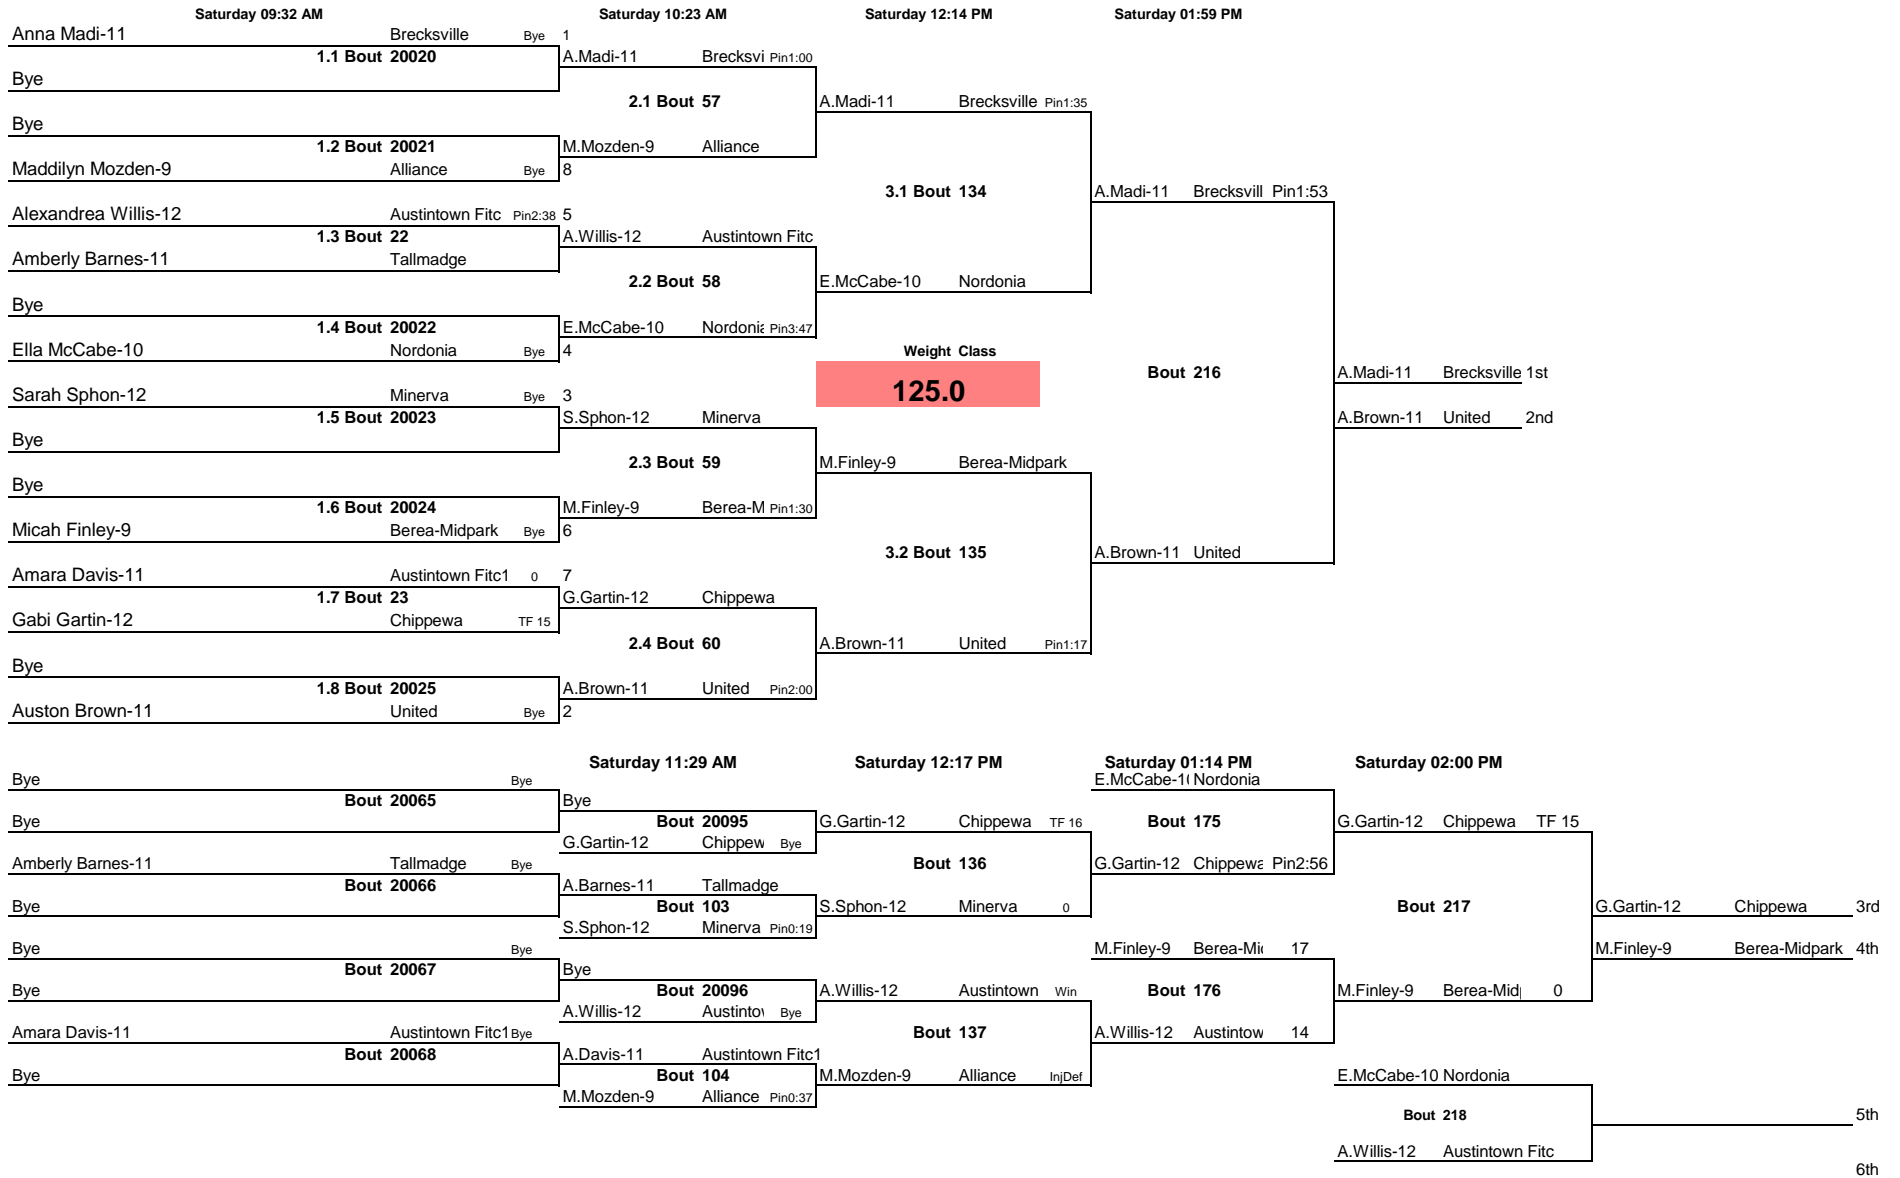 Saturday 09:32 AM Saturday 10:23 AM Saturday 12:14 PM Saturday 01:59 PM
Anna Madi-11 Brecksville Bye 1
1.1 Bout 20020 A.Madi-11 Brecksvi Pin1:00
Bye
2.1 Bout 57 A.Madi-11 Brecksville Pin1:35
Bye
1.2 Bout 20021 M.Mozden-9 Alliance
Maddilyn Mozden-9 Alliance Bye 8
3.1 Bout 134 A.Madi-11 Brecksvill Pin1:53
Alexandrea Willis-12 Austintown Fitc Pin2:38 5
1.3 Bout 22 A.Willis-12 Austintown Fitc
Amberly Barnes-11 Tallmadge
2.2 Bout 58 E.McCabe-10 Nordonia
Bye
1.4 Bout 20022 E.McCabe-10 Nordonia Pin3:47
Ella McCabe-10 Nordonia Bye 4 Weight Class
Bout 216 A.Madi-11 Brecksville 1st
Sarah Sphon-12 Minerva Bye 3 125.0
1.5 Bout 20023 S.Sphon-12 Minerva A.Brown-11 United 2nd
Bye
2.3 Bout 59 M.Finley-9 Berea-Midpark
Bye
1.6 Bout 20024 M.Finley-9 Berea-M Pin1:30
Micah Finley-9 Berea-Midpark Bye 6
3.2 Bout 135 A.Brown-11 United
Amara Davis-11 Austintown Fitc1 0 7
1.7 Bout 23 G.Gartin-12 Chippewa
Gabi Gartin-12 Chippewa TF 15
2.4 Bout 60 A.Brown-11 United Pin1:17
Bye
1.8 Bout 20025 A.Brown-11 United Pin2:00
Auston Brown-11 United Bye 2
Saturday 11:29 AM Saturday 12:17 PM Saturday 01:14 PM Saturday 02:00 PM
Bye Bye E.McCabe-1( Nordonia
Bout 20065 Bye
Bye Bout 20095 G.Gartin-12 Chippewa TF 16 Bout 175 G.Gartin-12 Chippewa TF 15
G.Gartin-12 Chippew Bye
Amberly Barnes-11 Tallmadge Bye Bout 136 G.Gartin-12 Chippewa Pin2:56
Bout 20066 A.Barnes-11 Tallmadge
Bye Bout 103 S.Sphon-12 Minerva 0 Bout 217 G.Gartin-12 Chippewa 3rd
S.Sphon-12 Minerva Pin0:19
Bye Bye M.Finley-9 Berea-Mi 17 M.Finley-9 Berea-Midpark 4th
Bout 20067 Bye
Bye Bout 20096 A.Willis-12 Austintown Win Bout 176 M.Finley-9 Berea-Mid 0
A.Willis-12 Austinto Bye
Amara Davis-11 Austintown Fitc1 Bye Bout 137 A.Willis-12 Austintow 14
Bout 20068 A.Davis-11 Austintown Fitc1
Bye Bout 104 M.Mozden-9 Alliance InjDef E.McCabe-10 Nordonia
M.Mozden-9 Alliance Pin0:37
Bout 218 5th
A.Willis-12 Austintown Fitc
6th